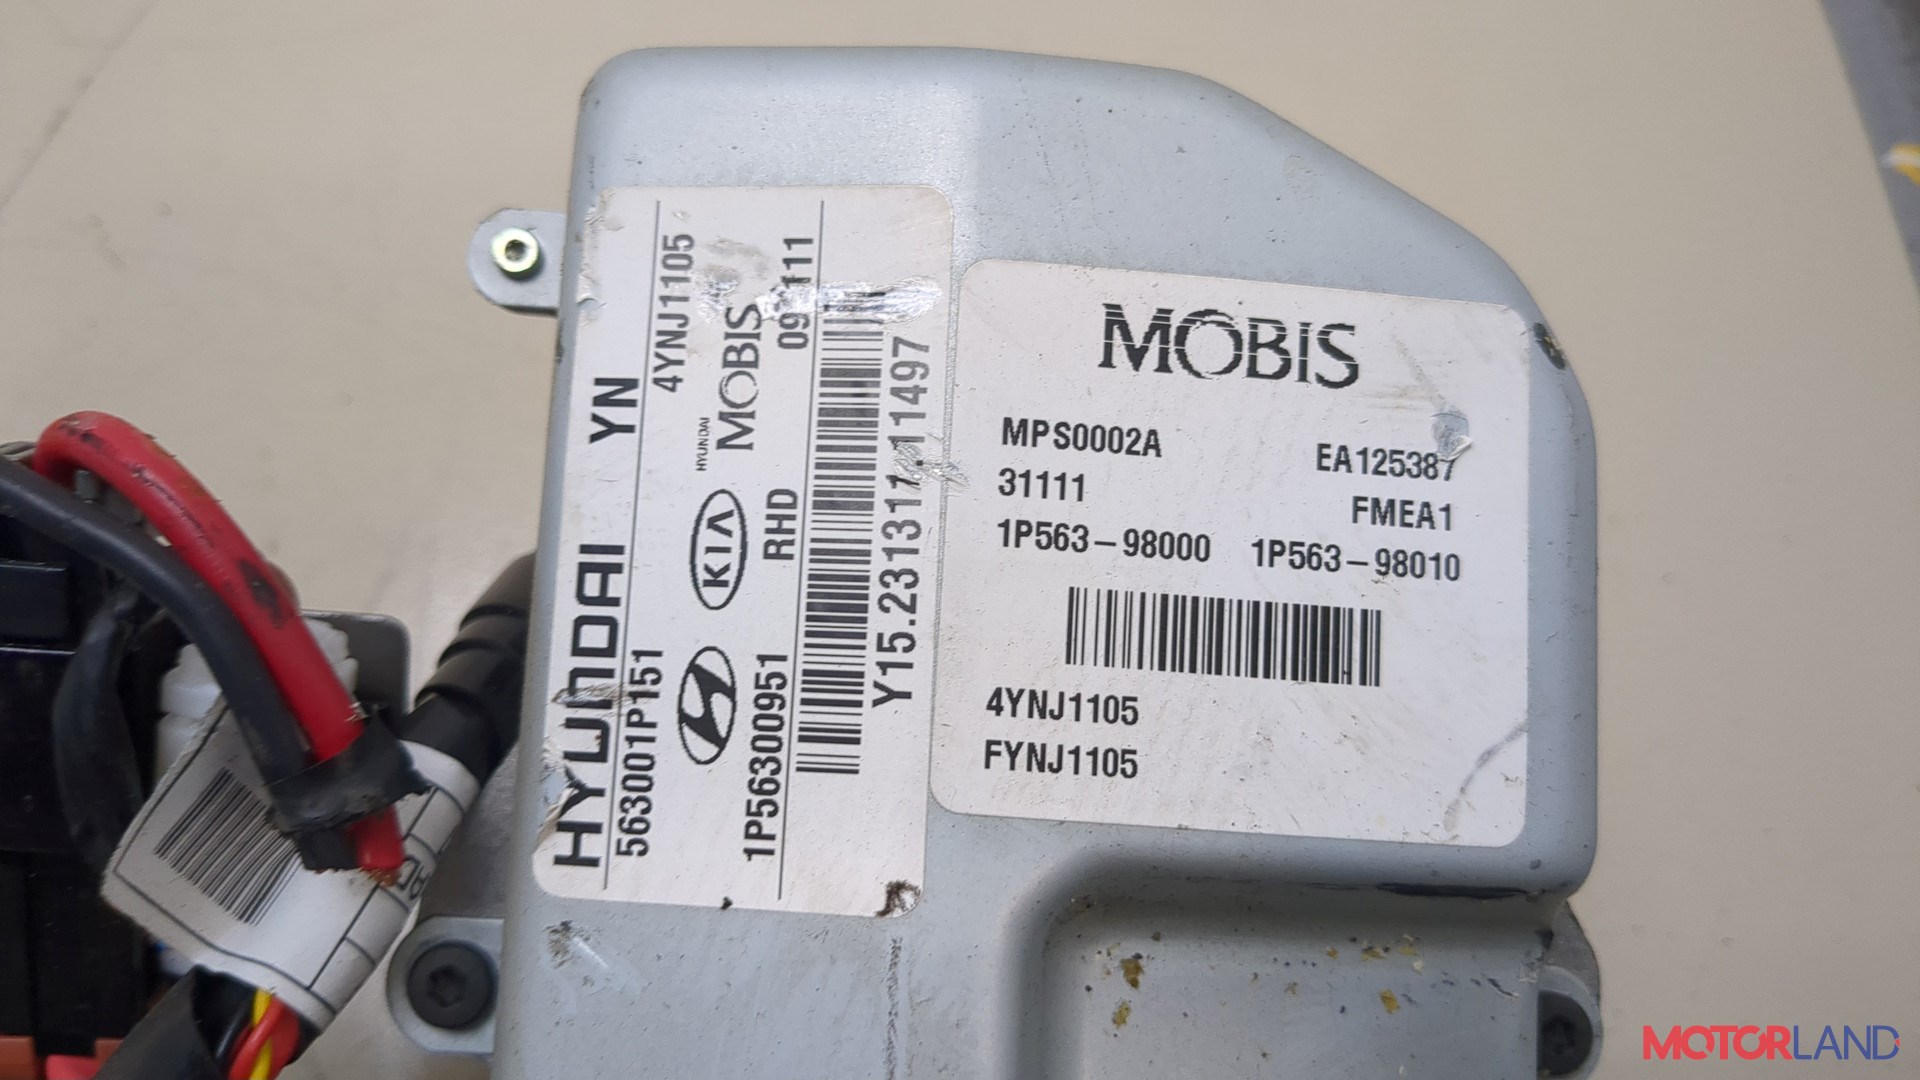 HYUNDAI YN
563001P151 4YNJ1105
KIA HYUNDAI MOBIS
1P56300951 RHD
Y15.231311.11497
MOBIS
MPS0002A EA125387
31111 FMEA1
1P563-98000 1P563-98010
4YNJ1105
FYNJ1105
MOTORLAND